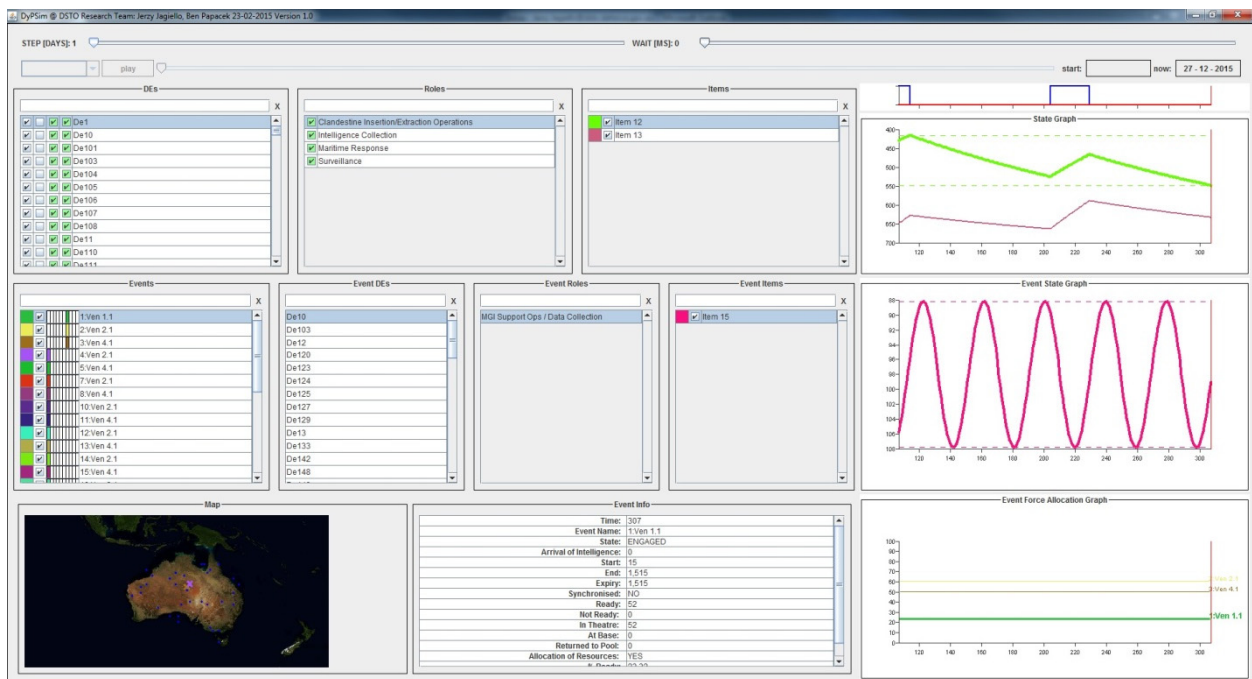 DyPSim @ DSTO Research Team: Jerzy Jagiello, Ben Papacek 23-02-2015 Version 1.0
STEP [DAYS]: 1 WAIT [MS]: 0
play start: now: 27 - 12 - 2015
DEs
X
De1
De10
De101
De103
De104
De105
De106
De107
De108
De11
De110
De111
Roles
X
Clandestine Insertion/Extraction Operations
Intelligence Collection
Maritime Response
Surveillance
Items
X
Item 12
Item 13
State Graph
400
450
500
550
600
650
700
120 140 160 180 200 220 240 260 280 300
Events
X
1:Ven 1.1
2:Ven 2.1
3:Ven 4.1
4:Ven 2.1
5:Ven 4.1
7:Ven 2.1
8:Ven 4.1
10:Ven 2.1
11:Ven 4.1
12:Ven 2.1
13:Ven 4.1
14:Ven 2.1
15:Ven 4.1
Event DEs
X
De10
De103
De12
De120
De123
De124
De125
De127
De129
De13
De133
De142
De148
Event Roles
X
MGI Support Ops / Data Collection
Event Items
X
Item 15
Event State Graph
88
90
92
94
96
98
100
102
104
106
108
120 140 160 180 200 220 240 260 280 300
Map
Event Info
Time: 307
Event Name: 1:Ven 1.1
State: ENGAGED
Arrival of Intelligence: 0
Start: 15
End: 1,515
Expiry: 1,515
Synchronised: NO
Ready: 52
Not Ready: 0
In Theatre: 52
At Base: 0
Returned to Pool: 0
Allocation of Resources: YES
Event Force Allocation Graph
100
90
80
70
60
50
40
30
20
10
0
2:Ven 2.1
3:Ven 4.1
1:Ven 1.1
120 140 160 180 200 220 240 260 280 300